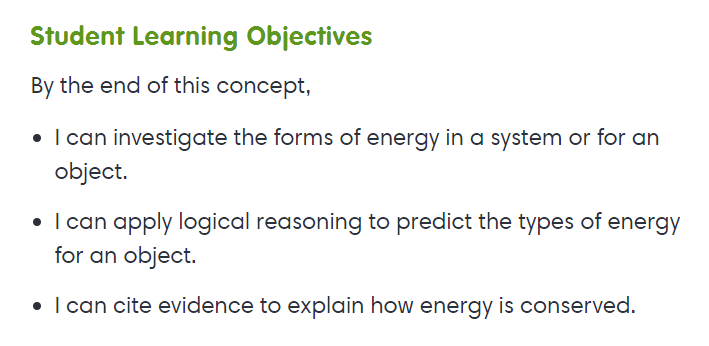 Student Learning Objectives
By the end of this concept,
• I can investigate the forms of energy in a system or for an
object.
• I can apply logical reasoning to predict the types of energy
for an object.
• I can cite evidence to explain how energy is conserved.